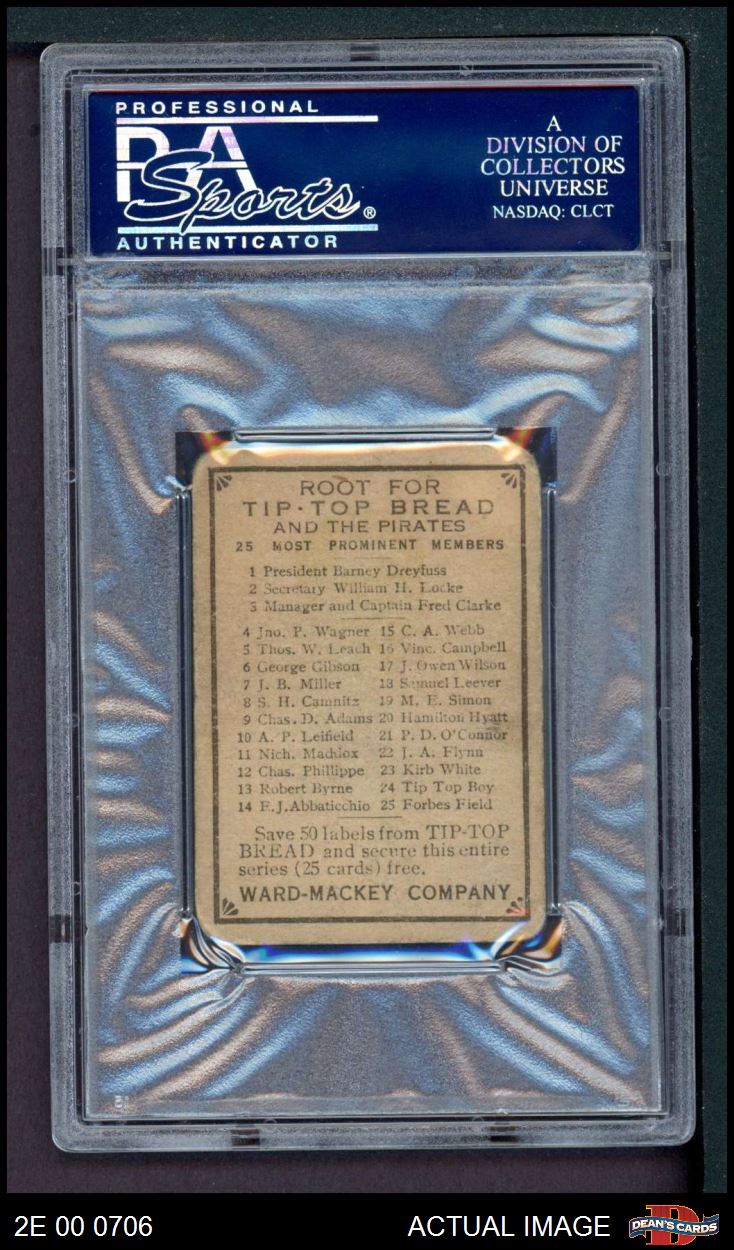 PROFESSIONAL
PSA
Sports®
AUTHENTICATOR
A
DIVISION OF
COLLECTORS
UNIVERSE
NASDAQ: CLCT
ROOT FOR
TIP-TOP BREAD
AND THE PIRATES
25 MOST PROMINENT MEMBERS
1 President Barney Dreyfuss
2 Secretary William H. Locke
3 Manager and Captain Fred Clarke
4 Jno. P. Wagner 15 C. A. Webb
5 Thos. W. Leach 16 Vinc. Campbell
6 George Gibson 17 J. Owen Wilson
7 J. B. Miller 18 Samuel Leever
8 S. H. Camnitz 19 M. E. Simon
9 Chas. D. Adams 20 Hamilton Hyatt
10 A. P. Leifield 21 P. D. O'Connor
11 Nich. Maddox 22 J. A. Flynn
12 Chas. Phillippe 23 Kirb White
13 Robert Byrne 24 Tip Top Boy
14 E.J. Abbaticchio 25 Forbes Field
Save 50 labels from TIP-TOP
BREAD and secure this entire
series (25 cards) free.
WARD-MACKEY COMPANY
2E 00 0706
ACTUAL IMAGE
DEAN'S CARDS